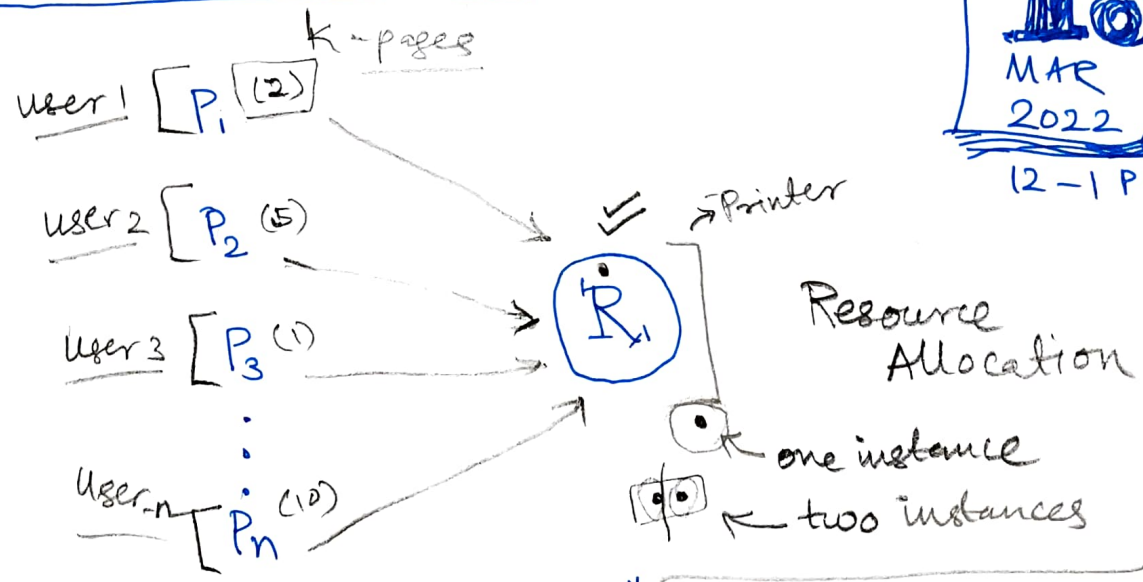 K-pages
MAR
2022
12-1 P
user 1 [P1 (2)
user 2 [P2 (5)
user 3 [P3 (1)
user-n [Pn (10)
Printer
R1
Resource
Allocation
one instance
two instances